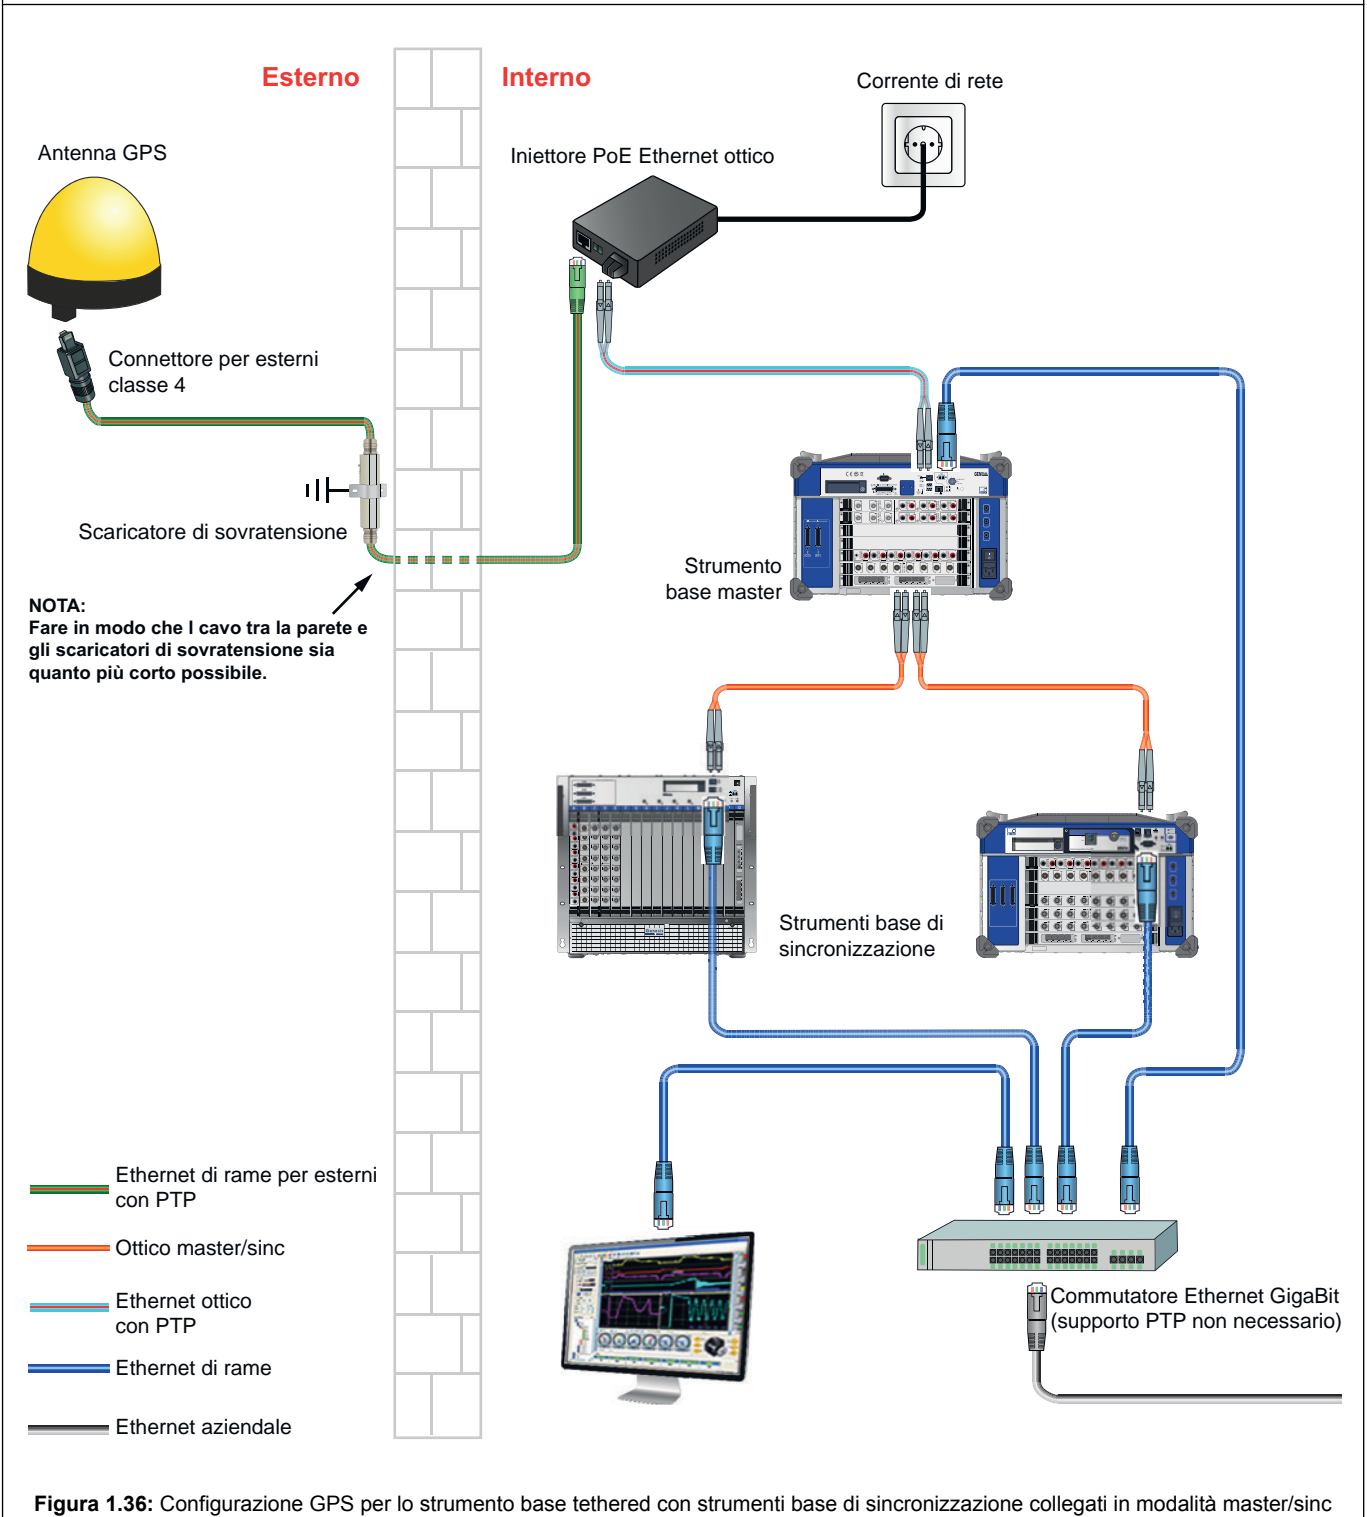 Esterno
Interno
Corrente di rete
Antenna GPS
Iniettore PoE Ethernet ottico
Connettore per esterni
classe 4
Scaricatore di sovratensione
NOTA:
Fare in modo che l cavo tra la parete e
gli scaricatori di sovratensione sia
quanto più corto possibile.
Strumento
base master
Strumenti base di
sincronizzazione
Ethernet di rame per esterni
con PTP
Ottico master/sinc
Ethernet ottico
con PTP
Ethernet di rame
Ethernet aziendale
Commutatore Ethernet GigaBit
(supporto PTP non necessario)
Figura 1.36: Configurazione GPS per lo strumento base tethered con strumenti base di sincronizzazione collegati in modalità master/sinc